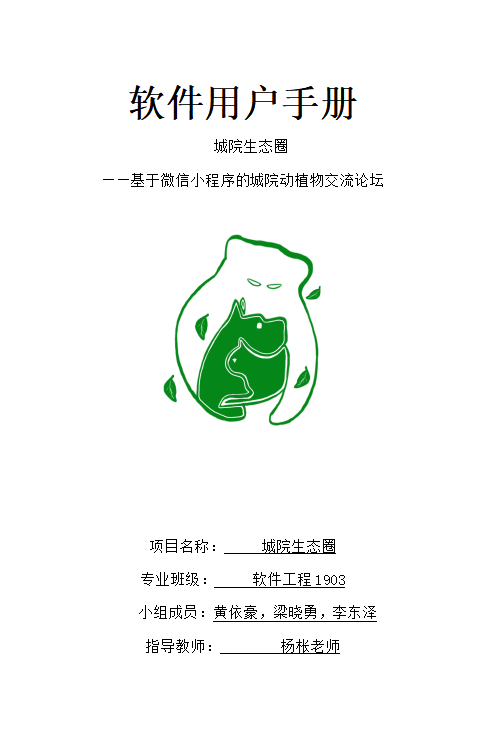 软件用户手册
城院生态圈
——基于微信小程序的城院动植物交流论坛
项目名称：城院生态圈
专业班级：软件工程1903
小组成员：黄依豪，梁晓勇，李东泽
指导教师：杨枨老师